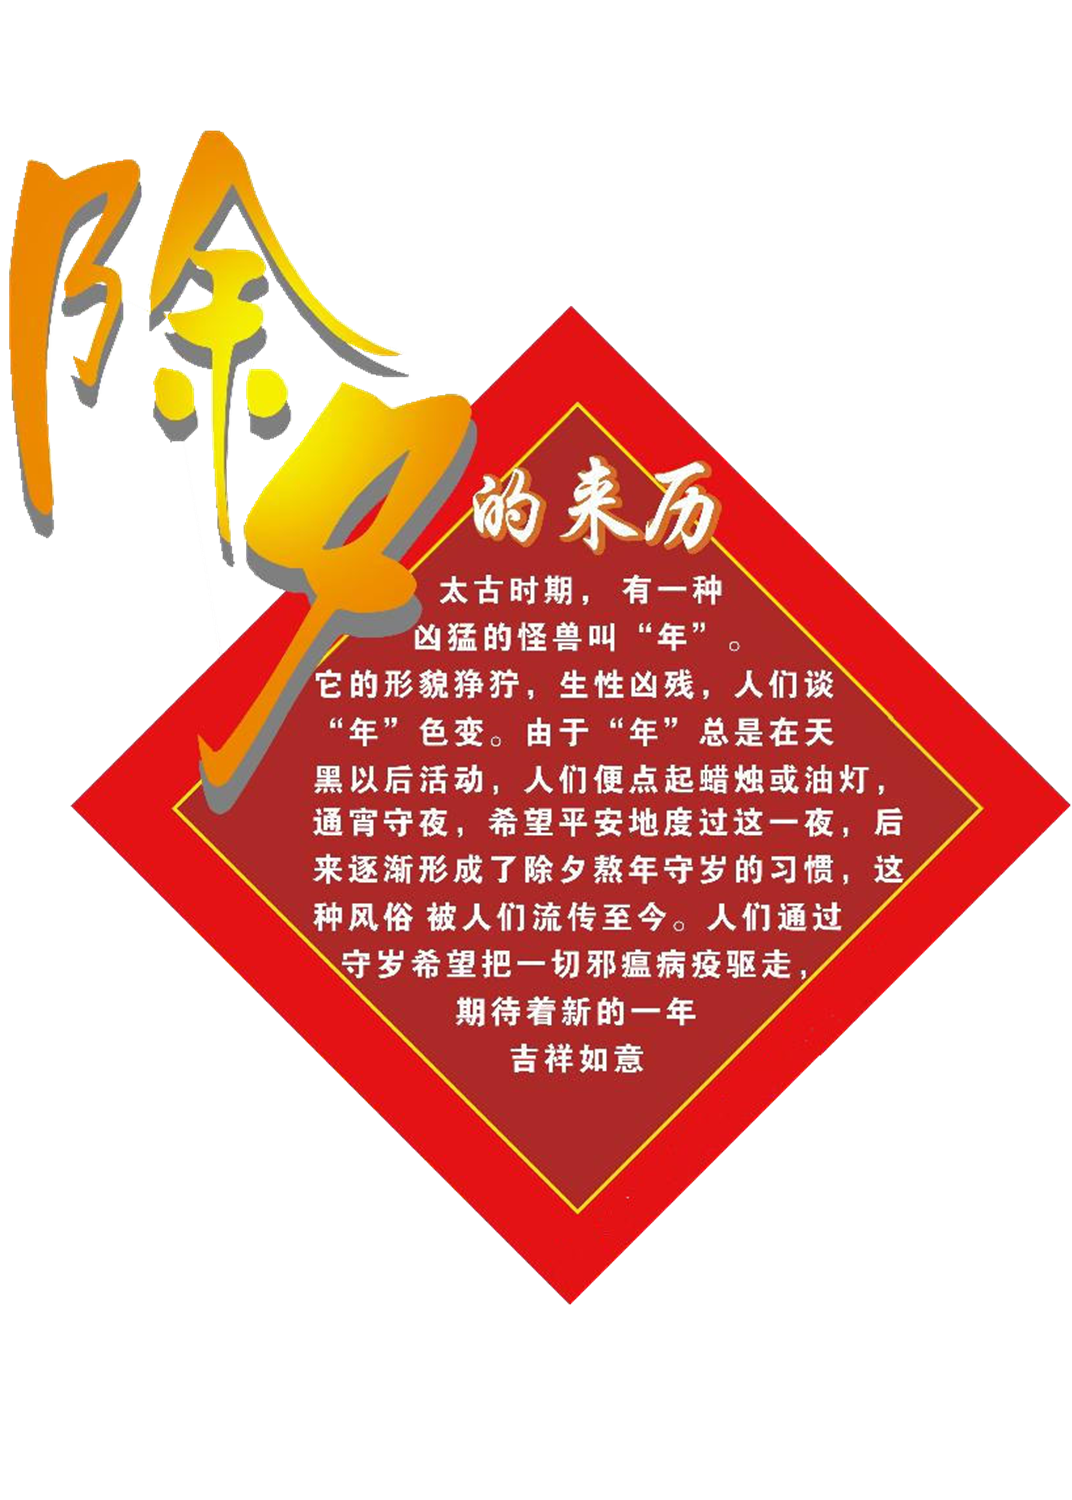 除夕
的来历
太古时期， 有一种
凶猛的怪兽叫“年”。
它的形貌狰狞，生性凶残，人们谈
“年”色变。由于“年”总是在天
黑以后活动，人们便点起蜡烛或油灯，
通宵守夜，希望平安地度过这一夜，后
来逐渐形成了除夕熬年守岁的习惯，这
种风俗 被人们流传至今。人们通过
守岁希望把一切邪瘟病疫驱走，
期待着新的一年
吉祥如意